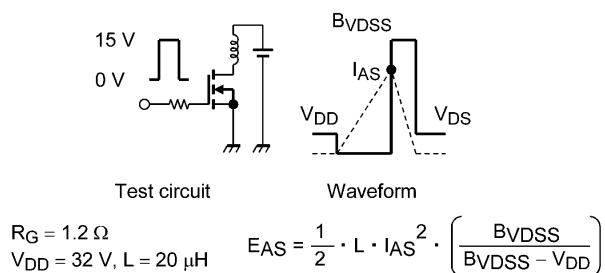 15 V
0 V
BVDSS
IAS
VDD
VDS
Test circuit
Waveform
RG = 1.2 Ω
VDD = 32 V, L = 20 μH
EAS = 1/2 · L · IAS² · (BVDSS / (BVDSS − VDD))